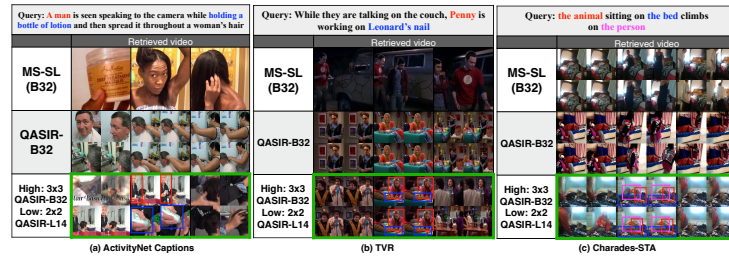 Query: A man is seen speaking to the camera while holding a
bottle of lotion and then spread it throughout a woman's hair
Retrieved video
MS-SL
(B32)
QASIR-
B32
High: 3x3
QASIR-B32
Low: 2x2
QASIR-L14
(a) ActivityNet Captions
Query: While they are talking on the couch, Penny is
working on Leonard's nail
Retrieved video
MS-SL
(B32)
QASIR-B32
High: 3x3
QASIR-B32
Low: 2x2
QASIR-L14
(b) TVR
Query: the animal sitting on the bed climbs
on the person
Retrieved video
MS-SL
(B32)
QASIR-B32
High: 3x3
QASIR-B32
Low: 2x2
QASIR-L14
(c) Charades-STA